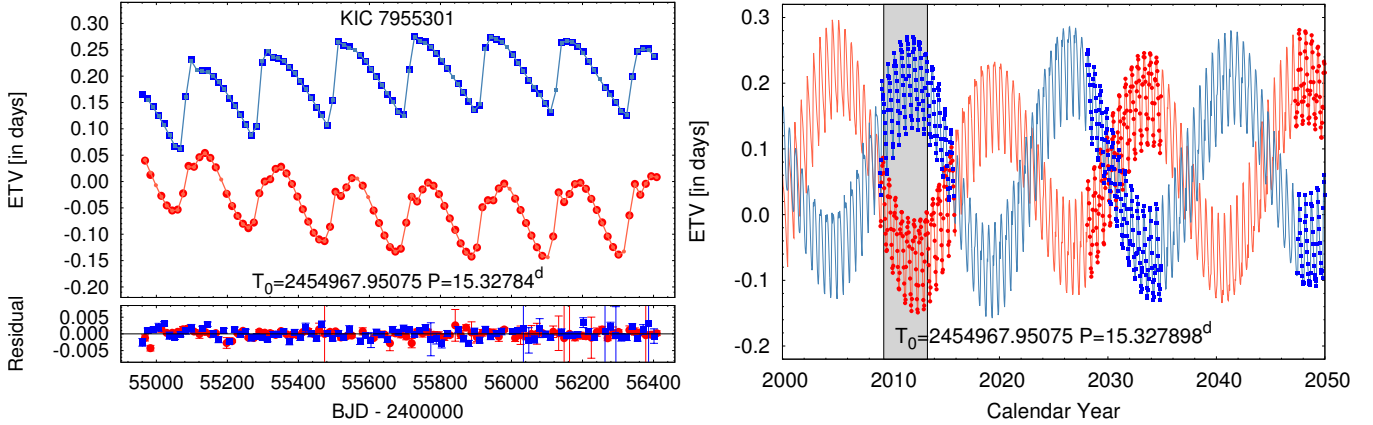 KIC 7955301
ETV [in days]
0.30
0.25
0.20
0.15
0.10
0.05
0.00
-0.05
-0.10
-0.15
-0.20
T0=2454967.95075 P=15.32784d
Residual
0.005
0.000
-0.005
55000 55200 55400 55600 55800 56000 56200 56400
BJD - 2400000
ETV [in days]
0.3
0.2
0.1
0.0
-0.1
-0.2
T0=2454967.95075 P=15.327898d
2000 2010 2020 2030 2040 2050
Calendar Year